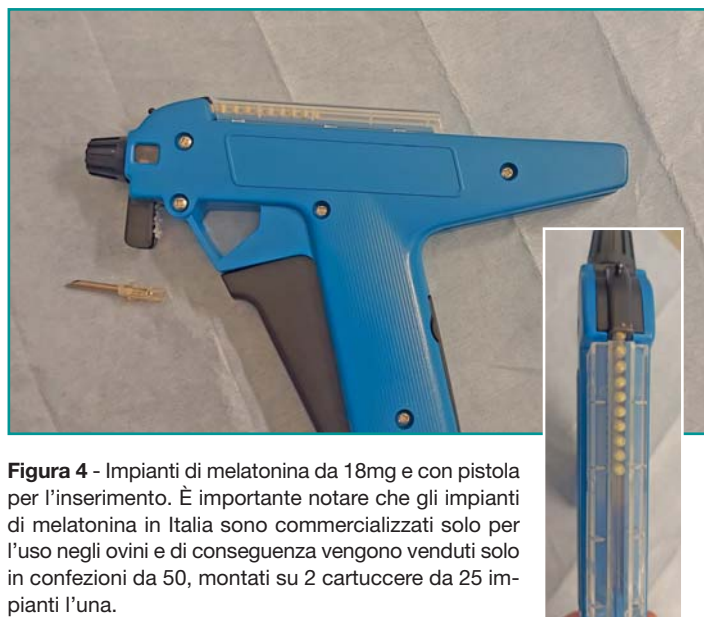 Figura 4 - Impianti di melatonina da 18mg e con pistola
per l'inserimento. È importante notare che gli impianti
di melatonina in Italia sono commercializzati solo per
l'uso negli ovini e di conseguenza vengono venduti solo
in confezioni da 50, montati su 2 cartuccere da 25 im-
pianti l'una.